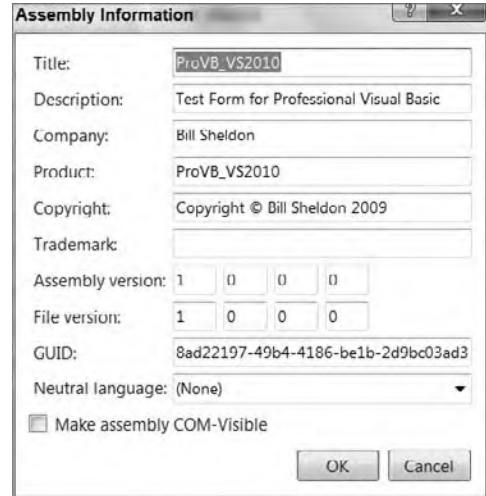 Assembly Information
Title: ProVB_VS2010
Description: Test Form for Professional Visual Basic
Company: Bill Sheldon
Product: ProVB_VS2010
Copyright: Copyright © Bill Sheldon 2009
Trademark:
Assembly version: 1 0 0 0
File version: 1 0 0 0
GUID: 8ad22197-49b4-4186-be1b-2d9bc03ad3
Neutral language: (None)
Make assembly COM-Visible
OK Cancel